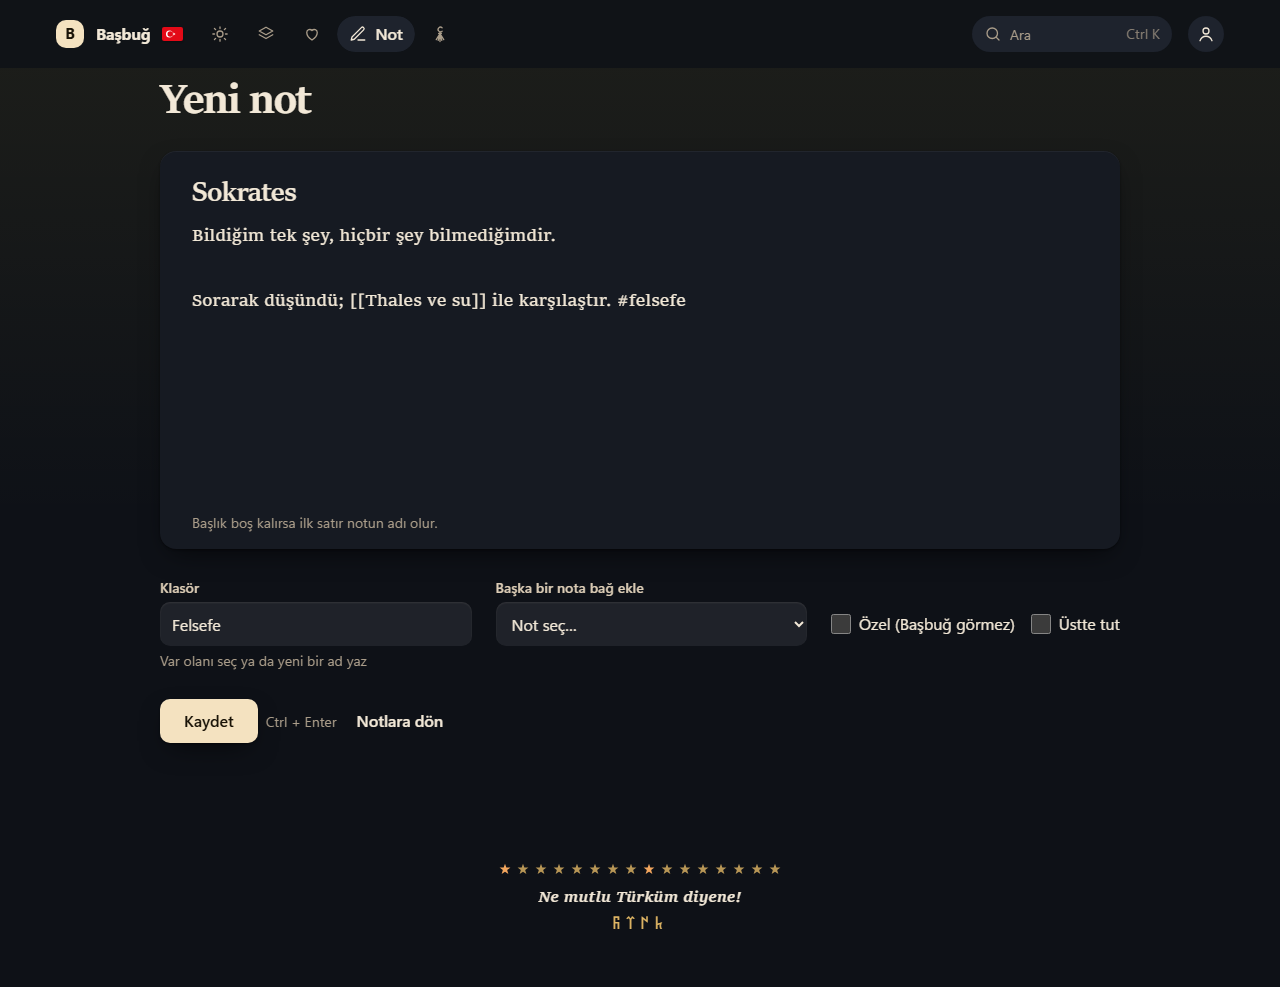 B Başbuğ Not Ara Ctrl K
Yeni not
Sokrates
Bildiğim tek şey, hiçbir şey bilmediğimdir.
Sorarak düşündü; [[Thales ve su]] ile karşılaştır. #felsefe
Başlık boş kalırsa ilk satır notun adı olur.
Klasör Başka bir nota bağ ekle
Felsefe Not seç... Özel (Başbuğ görmez) Üstte tut
Var olanı seç ya da yeni bir ad yaz
Kaydet Ctrl + Enter Notlara dön
★ ★ ★ ★ ★ ★ ★ ★ ★ ★ ★ ★ ★ ★ ★ ★
Ne mutlu Türküm diyene!